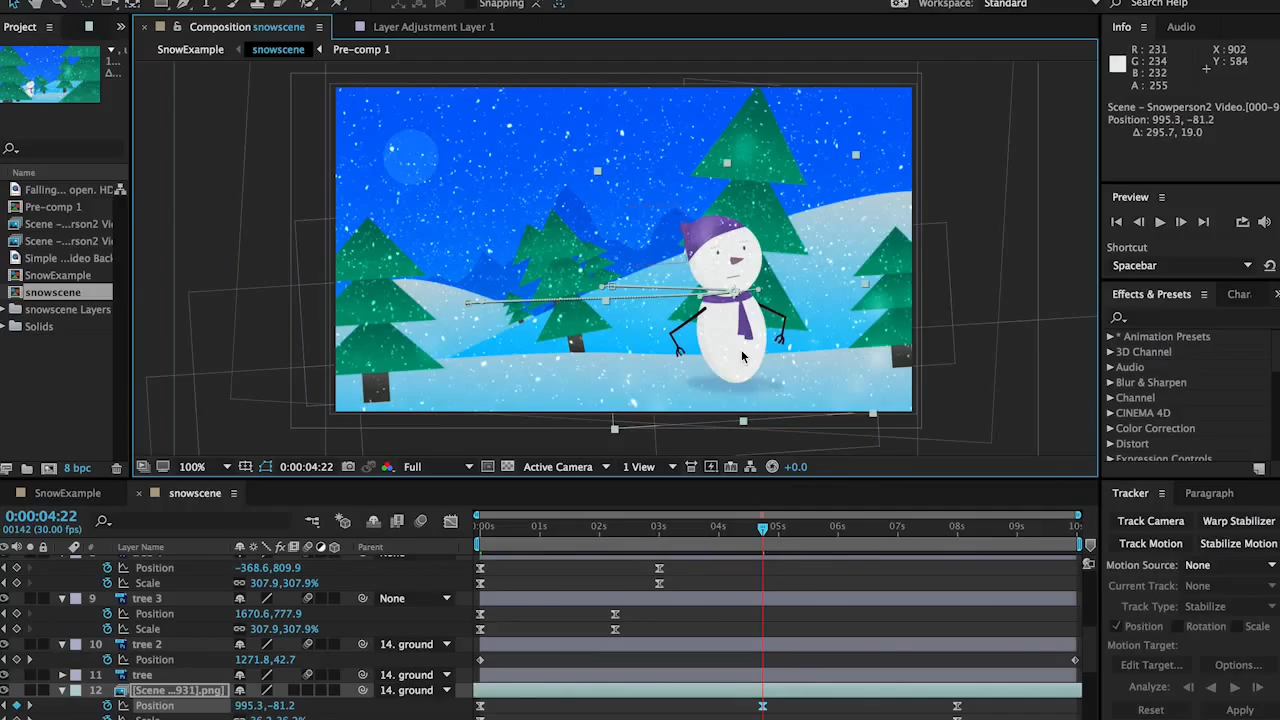 Snapping
Workspace: Standard
Search Help
Project
Composition snowscene
Layer Adjustment Layer 1
Info
Audio
SnowExample
snowscene
Pre-comp 1
R: 231
G: 234
B: 232
A: 255
X: 902
Y: 584
Scene - Snowperson2 Video.[000-9
Position: 995.3, -81.2
Δ: 295.7, 19.0
Name
Falling... open. HD
Pre-comp 1
Scene - ...rson2 Vi
Scene - ...rson2 Vi
Simple ...ideo Back
SnowExample
snowscene
snowscene Layers
Solids
Preview
Shortcut
Spacebar
Effects & Presets
Char
* Animation Presets
3D Channel
Audio
Blur & Sharpen
Channel
CINEMA 4D
Color Correction
Distort
Expression Controls
8 bpc
100%
0:00:04:22
Full
Active Camera
1 View
+0.0
SnowExample
snowscene
0:00:04:22
00142 (30.00 fps)
:00s 01s 02s 03s 04s 05s 06s 07s 08s 09s 10s
# Layer Name
Parent
Position -368.6,809.9
Scale 307.9,307.9%
9 tree 3 None
Position 1670.6,777.9
Scale 307.9,307.9%
10 tree 2 14. ground
Position 1271.8,42.7
11 tree 14. ground
12 [Scene ...931].png] 14. ground
Position 995.3,-81.2
Tracker
Paragraph
Track Camera
Warp Stabilizer
Track Motion
Stabilize Motion
Motion Source: None
Current Track: None
Track Type: Stabilize
Position
Rotation
Scale
Motion Target:
Edit Target...
Options...
Analyze:
Reset
Apply